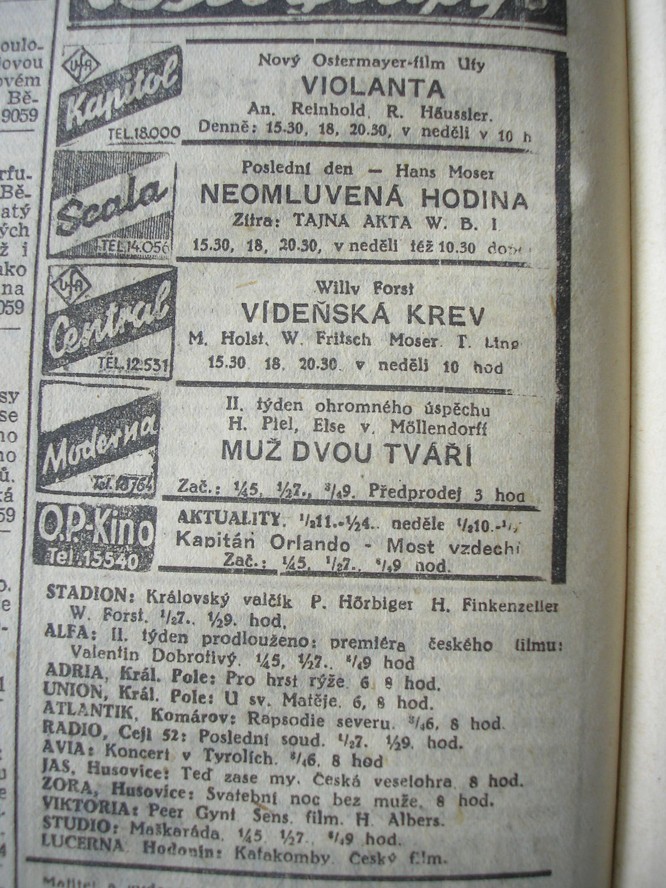 Ufa
Kapitol
TEL.18.000
Nový Ostermayer-film Ufy
VIOLANTA
An. Reinhold, R. Häussler.
Denně: 15.30, 18, 20.30, v neděli v 10 h
Scala
TEL.14.056
Poslední den — Hans Moser
NEOMLUVENÁ HODINA
Zítra: TAJNÁ AKTA W. B. 1
15.30, 18, 20.30, v neděli též 10.30
Ufa
Central
TEL.12.531
Willy Forst
VÍDEŇSKÁ KREV
M. Holst, W. Fritsch Moser, T. Ling
15.30 18, 20.30. v neděli 10 hod
Moderna
Tel.
II. týden ohromného úspěchu
H. Piel, Else v. Möllendorff
MUŽ DVOU TVÁŘÍ
Zač.: ¼5, ½7., ¾9. Předprodej 3 hod
O.P-Kino
Tel.15540
AKTUALITY. ½11.-½4.. neděle ½10.-
Kapitán Orlando - Most vzdechů
Zač.: ¼5, ½7., ¾9 hod.
STADION: Královský valčík P. Hörbiger H. Finkenzeller
W. Forst. ½7., ½9. hod.
ALFA: II. týden prodlouženo: premiéra českého filmu:
Valentin Dobrotivý. ¼5, ½7., ¾9 hod
ADRIA, Král. Pole: Pro hrst rýže. 6, 8 hod.
UNION, Král. Pole: U sv. Matěje. 6, 8 hod.
ATLANTIK, Komárov: Rapsodie severu. ¾6, 8 hod.
RADIO, Cejl 52: Poslední soud. ½7. ½9. hod.
AVIA: Koncert v Tyrolích. ¾6, 8 hod
JAS, Husovice: Teď zase my. Česká veselohra 8 hod.
ZORA, Husovice: Svatební noc bez muže. 8 hod.
VIKTORIA: Peer Gynt Sens. film. H. Albers.
STUDIO: Maškaráda. ¼5 ½7. ¾9 hod.
LUCERNA Hodonín: Katakomby. Český film.